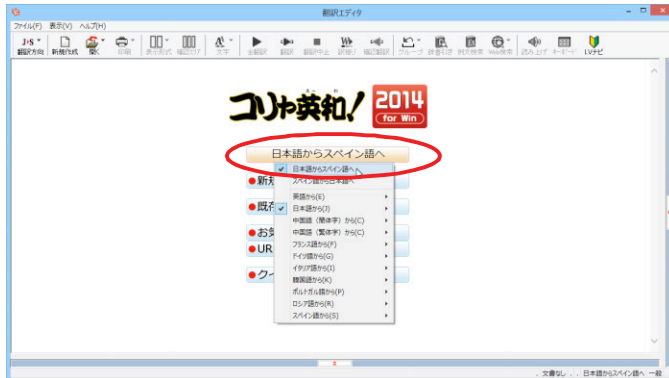 翻訳エディタ
ファイル(F) 表示(V) ヘルプ(H)
J›S
翻訳方向 新規作成 開く 印刷 表示形式 確認ﾀｲﾌ 文字 全翻訳 翻訳 翻訳中止 訳振り 確認翻訳 グループ 辞書引き 例文検索 Web検索 読み上げ キーボード LVナビ
コリャ英和! 2014
for Win
日本語からスペイン語へ
日本語からスペイン語へ
スペイン語から日本語へ
●新規
英語から(E)
●既存
日本語から(J)
中国語(簡体字)から(C)
●お気
中国語(繁体字)から(C)
●UR
フランス語から(F)
ドイツ語から(G)
●クイ
イタリア語から(I)
韓国語から(K)
ポルトガル語から(P)
ロシア語から(R)
スペイン語から(S)
文書なし 日本語からスペイン語へ 一般